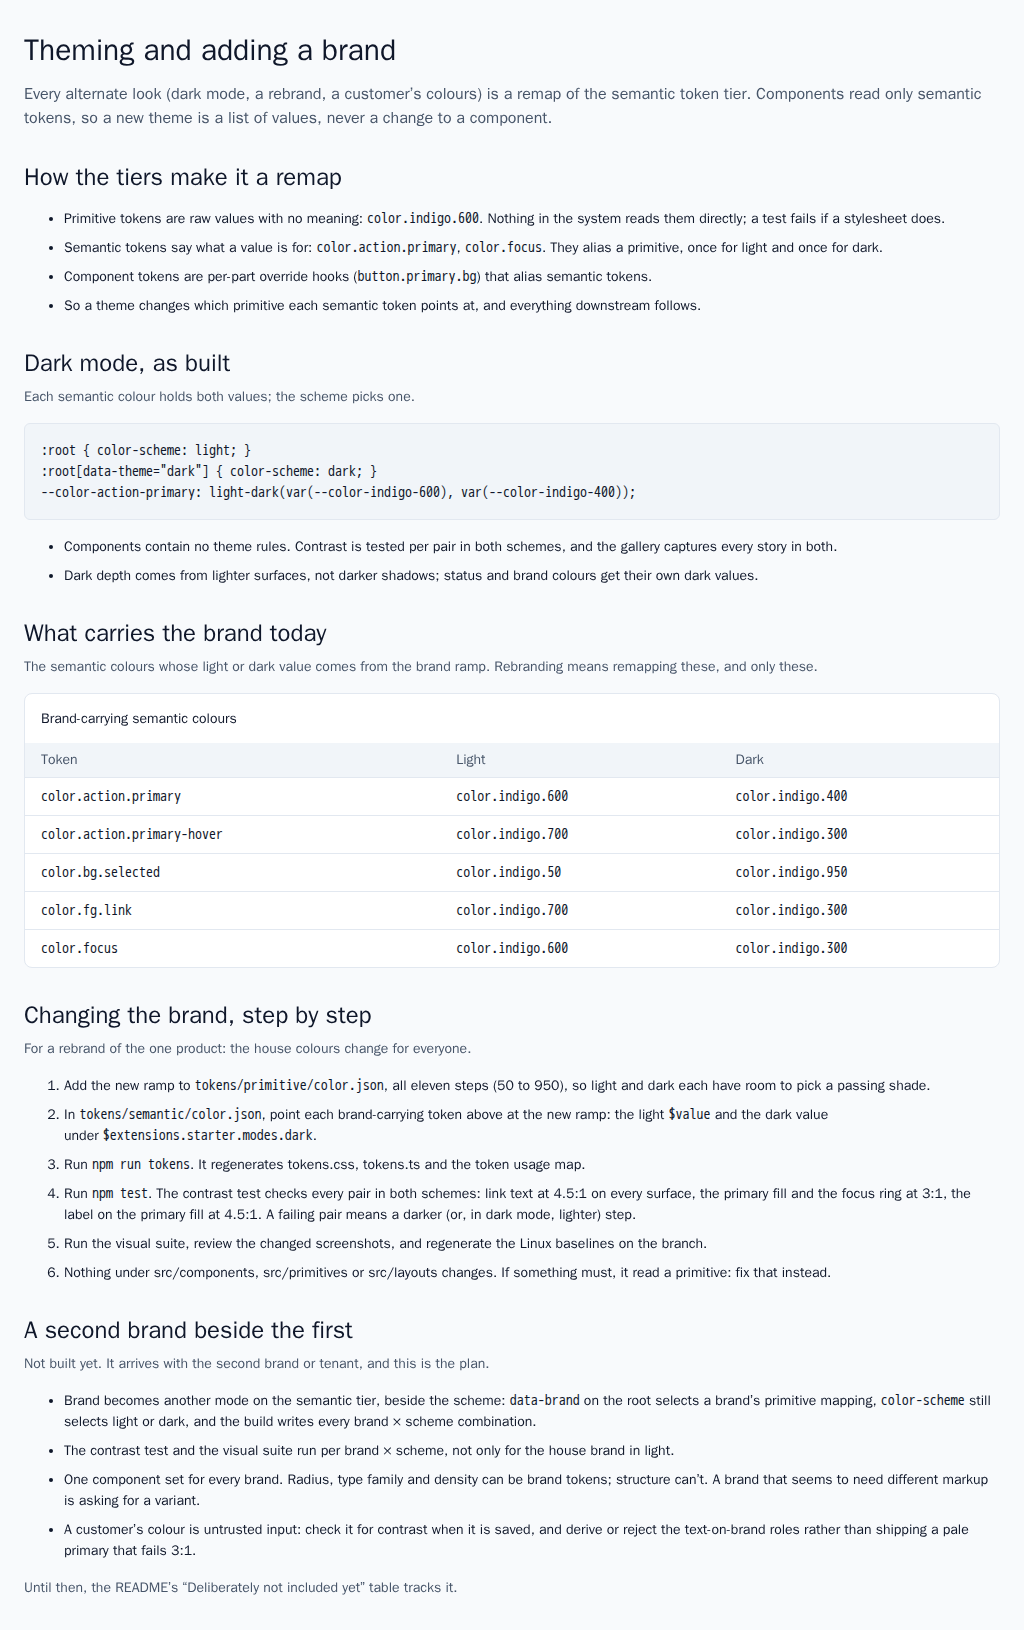 Theming and adding a brand
Every alternate look (dark mode, a rebrand, a customer's colours) is a remap of the semantic token tier. Components read only semantic
tokens, so a new theme is a list of values, never a change to a component.
How the tiers make it a remap
• Primitive tokens are raw values with no meaning: color.indigo.600. Nothing in the system reads them directly; a test fails if a stylesheet does.
• Semantic tokens say what a value is for: color.action.primary, color.focus. They alias a primitive, once for light and once for dark.
• Component tokens are per-part override hooks (button.primary.bg) that alias semantic tokens.
• So a theme changes which primitive each semantic token points at, and everything downstream follows.
Dark mode, as built
Each semantic colour holds both values; the scheme picks one.
:root { color-scheme: light; }
:root[data-theme="dark"] { color-scheme: dark; }
--color-action-primary: light-dark(var(--color-indigo-600), var(--color-indigo-400));
• Components contain no theme rules. Contrast is tested per pair in both schemes, and the gallery captures every story in both.
• Dark depth comes from lighter surfaces, not darker shadows; status and brand colours get their own dark values.
What carries the brand today
The semantic colours whose light or dark value comes from the brand ramp. Rebranding means remapping these, and only these.
Brand-carrying semantic colours
Token Light Dark
color.action.primary color.indigo.600 color.indigo.400
color.action.primary-hover color.indigo.700 color.indigo.300
color.bg.selected color.indigo.50 color.indigo.950
color.fg.link color.indigo.700 color.indigo.300
color.focus color.indigo.600 color.indigo.300
Changing the brand, step by step
For a rebrand of the one product: the house colours change for everyone.
1. Add the new ramp to tokens/primitive/color.json, all eleven steps (50 to 950), so light and dark each have room to pick a passing shade.
2. In tokens/semantic/color.json, point each brand-carrying token above at the new ramp: the light $value and the dark value
under $extensions.starter.modes.dark.
3. Run npm run tokens. It regenerates tokens.css, tokens.ts and the token usage map.
4. Run npm test. The contrast test checks every pair in both schemes: link text at 4.5:1 on every surface, the primary fill and the focus ring at 3:1, the
label on the primary fill at 4.5:1. A failing pair means a darker (or, in dark mode, lighter) step.
5. Run the visual suite, review the changed screenshots, and regenerate the Linux baselines on the branch.
6. Nothing under src/components, src/primitives or src/layouts changes. If something must, it read a primitive: fix that instead.
A second brand beside the first
Not built yet. It arrives with the second brand or tenant, and this is the plan.
• Brand becomes another mode on the semantic tier, beside the scheme: data-brand on the root selects a brand's primitive mapping, color-scheme still
selects light or dark, and the build writes every brand × scheme combination.
• The contrast test and the visual suite run per brand × scheme, not only for the house brand in light.
• One component set for every brand. Radius, type family and density can be brand tokens; structure can't. A brand that seems to need different markup
is asking for a variant.
• A customer's colour is untrusted input: check it for contrast when it is saved, and derive or reject the text-on-brand roles rather than shipping a pale
primary that fails 3:1.
Until then, the README's “Deliberately not included yet” table tracks it.